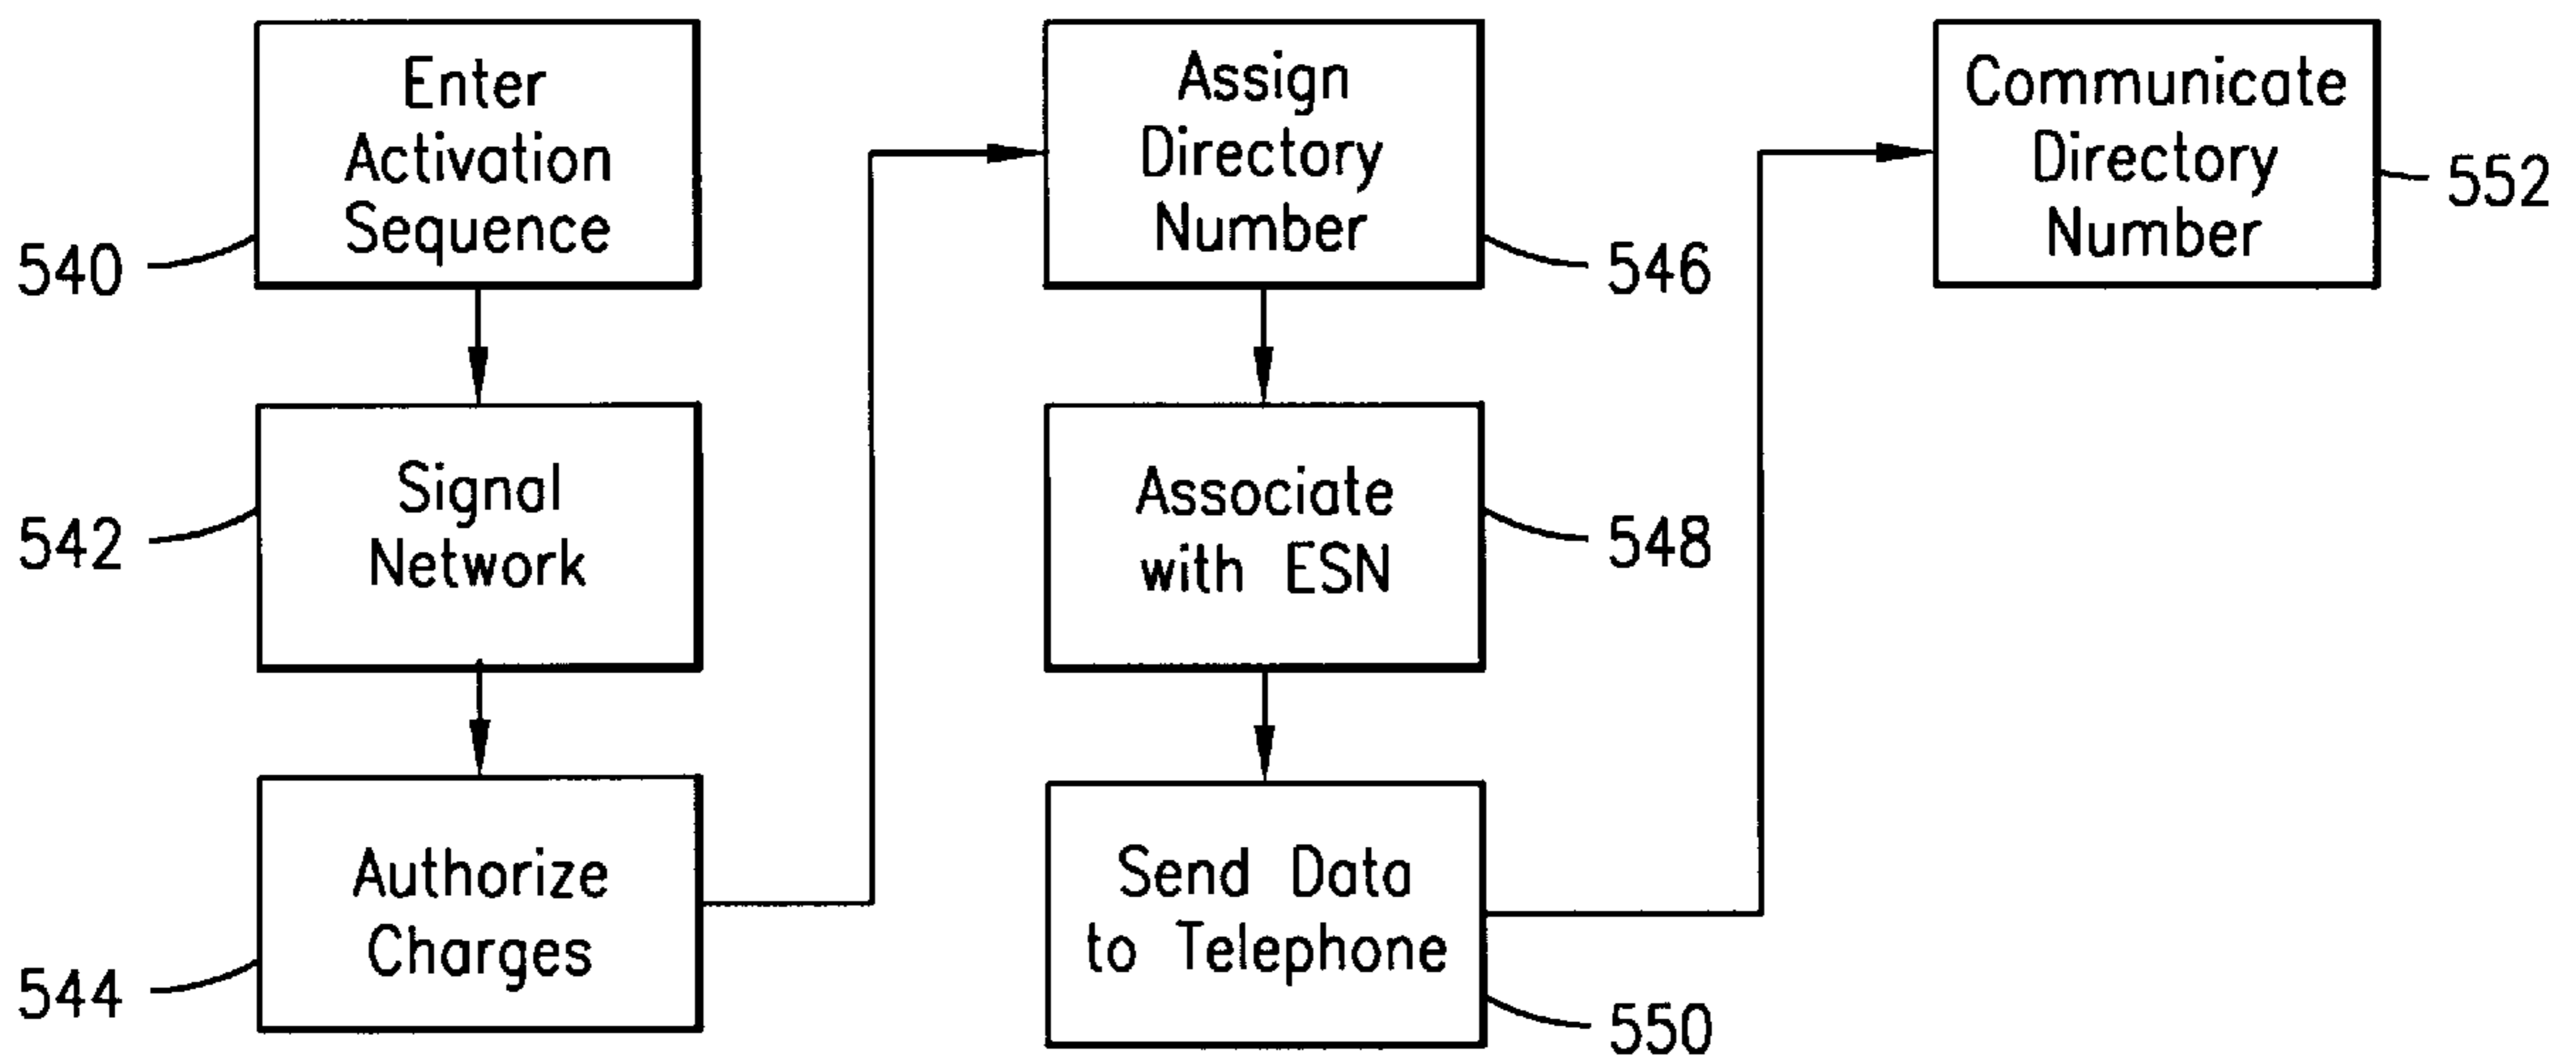 Enter
Activation
Sequence
540
Signal
Network
542
Authorize
Charges
544
Assign
Directory
Number
546
Associate
with ESN
548
Send Data
to Telephone
550
Communicate
Directory
Number
552